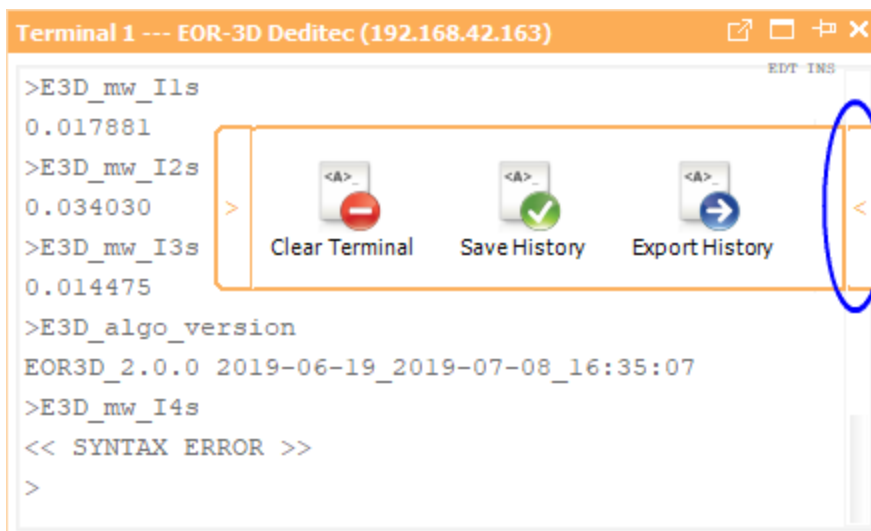 Terminal 1 --- EOR-3D Deditec (192.168.42.163)
EDT INS
>E3D_mw_I1s
0.017881
>E3D_mw_I2s
0.034030
>E3D_mw_I3s
0.014475
>
<A>_
<A>_
<A>_
<
Clear Terminal
Save History
Export History
>E3D_algo_version
EOR3D_2.0.0 2019-06-19_2019-07-08_16:35:07
>E3D_mw_I4s
<< SYNTAX ERROR >>
>